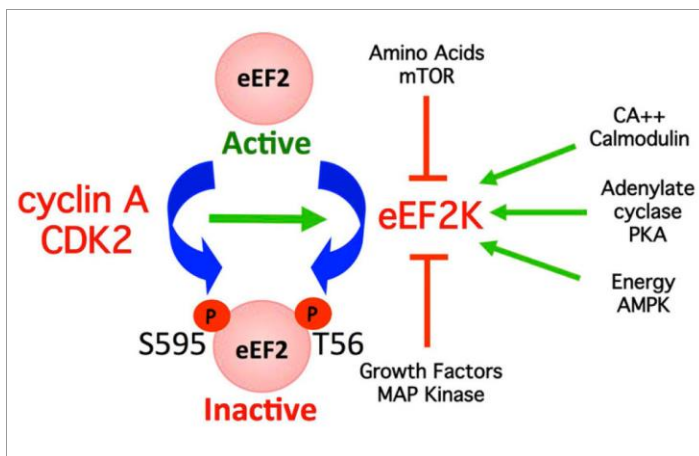 eEF2
Active
cyclin A
CDK2
Amino Acids
mTOR
eEF2K
CA++
Calmodulin
Adenylate
cyclase
PKA
Energy
AMPK
P
P
S595
eEF2
T56
Inactive
Growth Factors
MAP Kinase